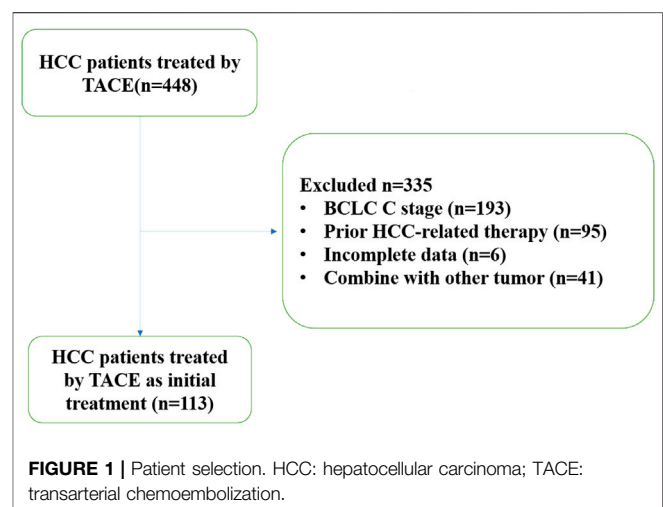 HCC patients treated by
TACE(n=448)
Excluded n=335
• BCLC C stage (n=193)
• Prior HCC-related therapy (n=95)
• Incomplete data (n=6)
• Combine with other tumor (n=41)
HCC patients treated
by TACE as initial
treatment (n=113)
FIGURE 1 | Patient selection. HCC: hepatocellular carcinoma; TACE:
transarterial chemoembolization.